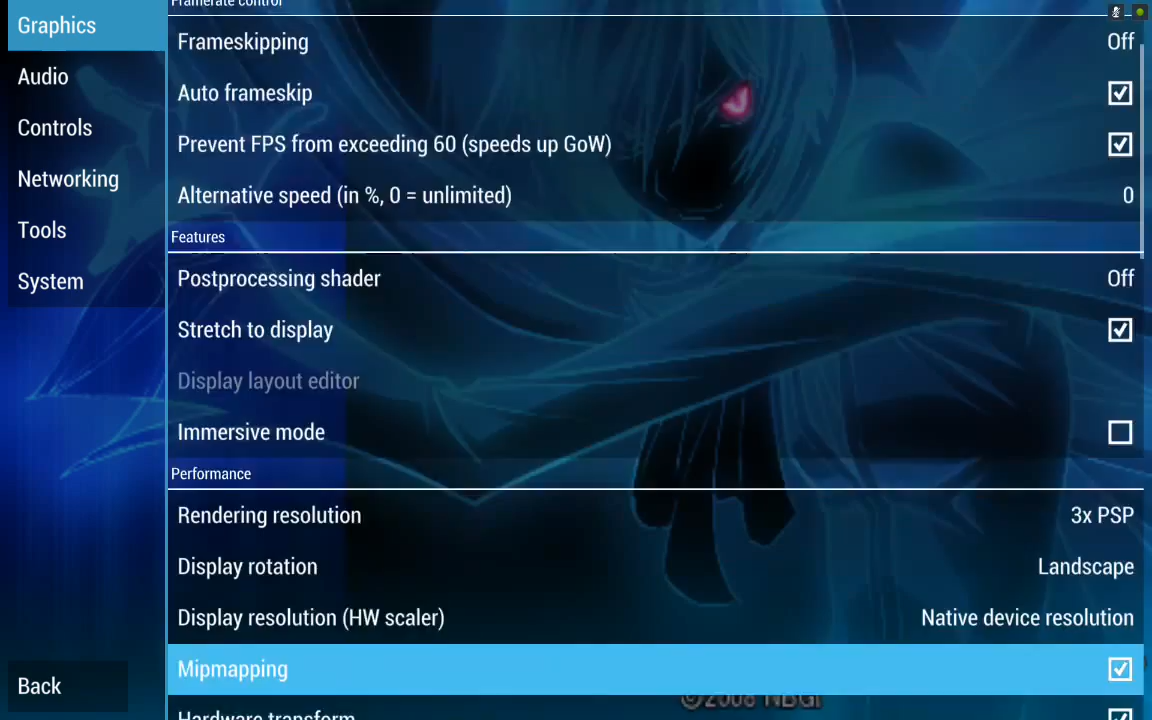 Graphics
Audio
Controls
Networking
Tools
System
Back
Framerate control
Frameskipping Off
Auto frameskip
Prevent FPS from exceeding 60 (speeds up GoW)
Alternative speed (in %, 0 = unlimited) 0
Features
Postprocessing shader Off
Stretch to display
Display layout editor
Immersive mode
Performance
Rendering resolution 3x PSP
Display rotation Landscape
Display resolution (HW scaler) Native device resolution
Mipmapping
©2008 NBGI
Hardware transform